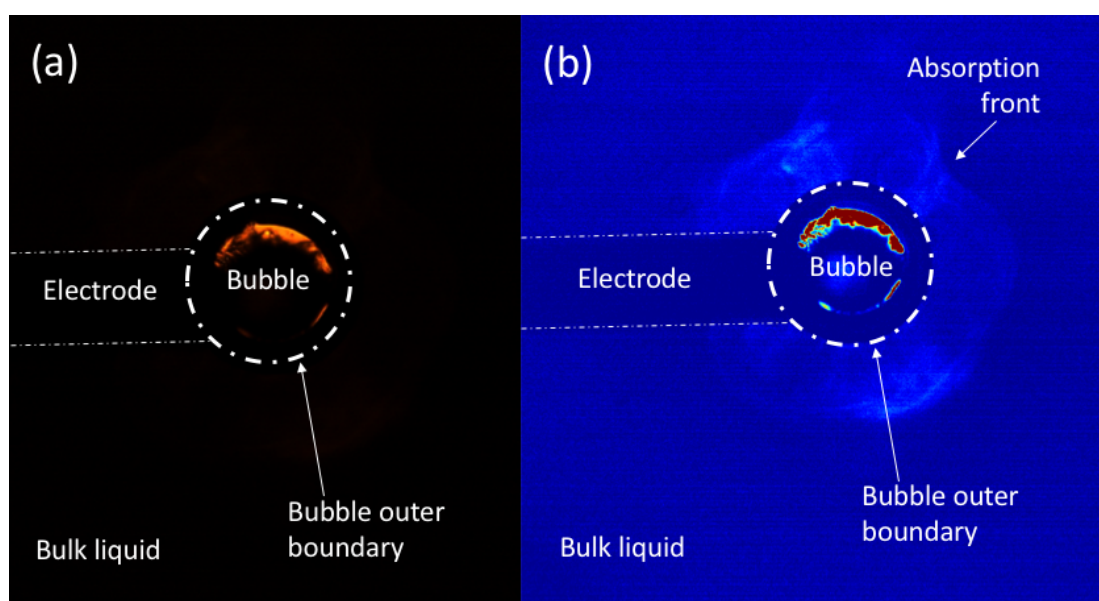 (a)
Electrode
Bubble
Bubble outer
boundary
Bulk liquid
(b)
Absorption
front
Electrode
Bubble
Bubble outer
boundary
Bulk liquid